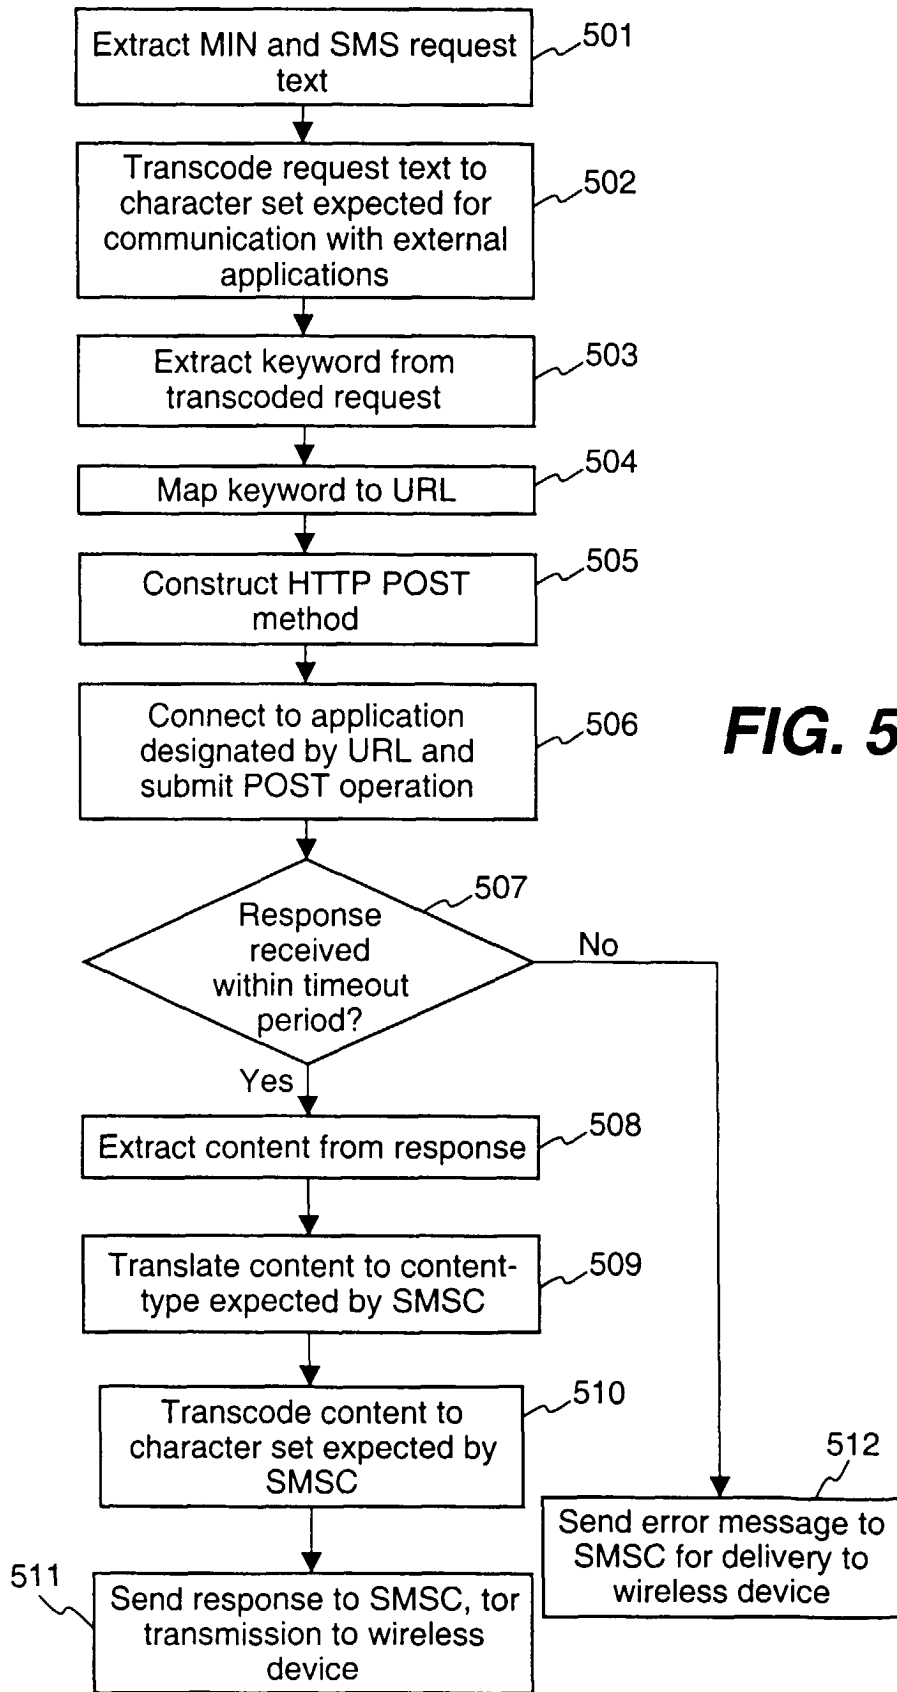 Extract MIN and SMS request
text
501
Transcode request text to
character set expected for
communication with external
applications
502
Extract keyword from
transcoded request
503
Map keyword to URL
504
Construct HTTP POST
method
505
Connect to application
designated by URL and
submit POST operation
506
FIG. 5
Response
received
within timeout
period?
507
No
Yes
Extract content from response
508
Translate content to content-
type expected by SMSC
509
Transcode content to
character set expected by
SMSC
510
Send response to SMSC, tor
transmission to wireless
device
511
Send error message to
SMSC for delivery to
wireless device
512